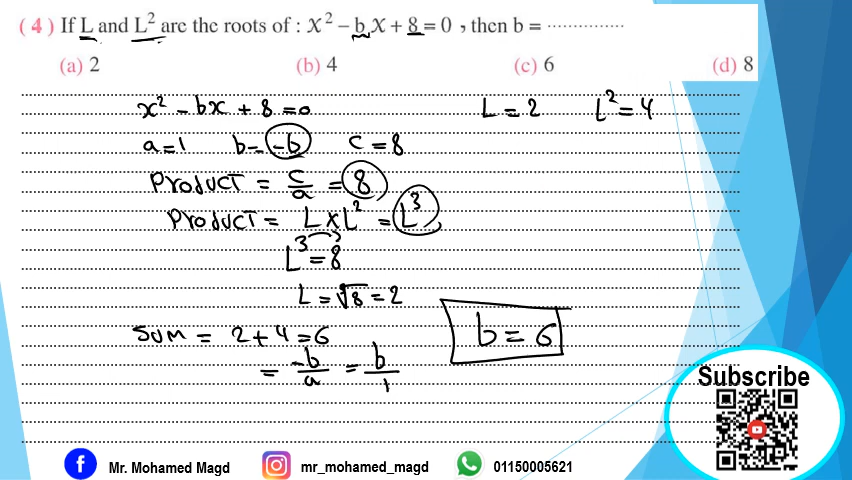 ( 4 ) If L and L² are the roots of : X² − b X + 8 = 0 , then b = ...............
(a) 2 (b) 4 (c) 6 (d) 8
x² - bx + 8 = 0 L = 2 L² = 4
a = 1 b = -b c = 8
Product = c/a = 8
Product = L x L² = L³
L³ = 8
L = ∛8 = 2
Sum = 2 + 4 = 6
= -b/a = b/1
b = 6
Subscribe
Mr. Mohamed Magd mr_mohamed_magd 01150005621